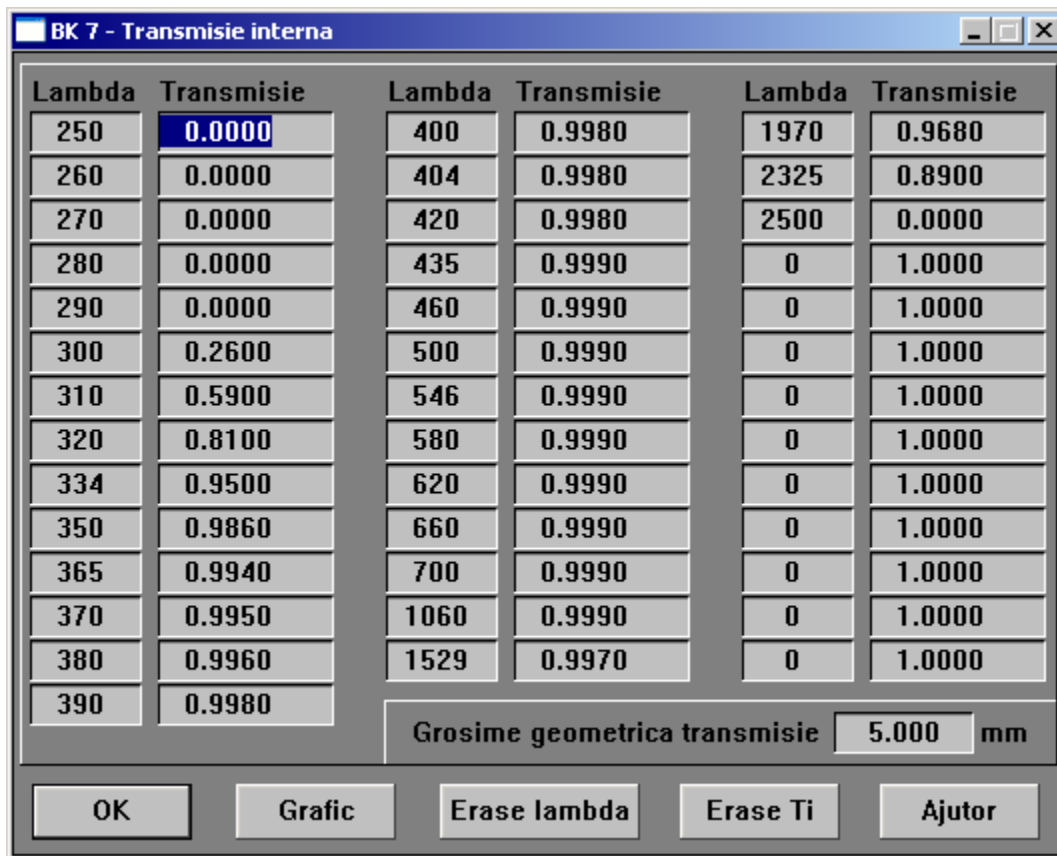 BK 7 - Transmisie interna
Lambda Transmisie Lambda Transmisie Lambda Transmisie
250 0.0000 400 0.9980 1970 0.9680
260 0.0000 404 0.9980 2325 0.8900
270 0.0000 420 0.9980 2500 0.0000
280 0.0000 435 0.9990 0 1.0000
290 0.0000 460 0.9990 0 1.0000
300 0.2600 500 0.9990 0 1.0000
310 0.5900 546 0.9990 0 1.0000
320 0.8100 580 0.9990 0 1.0000
334 0.9500 620 0.9990 0 1.0000
350 0.9860 660 0.9990 0 1.0000
365 0.9940 700 0.9990 0 1.0000
370 0.9950 1060 0.9990 0 1.0000
380 0.9960 1529 0.9970 0 1.0000
390 0.9980
Grosime geometrica transmisie 5.000 mm
OK Grafic Erase lambda Erase Ti Ajutor